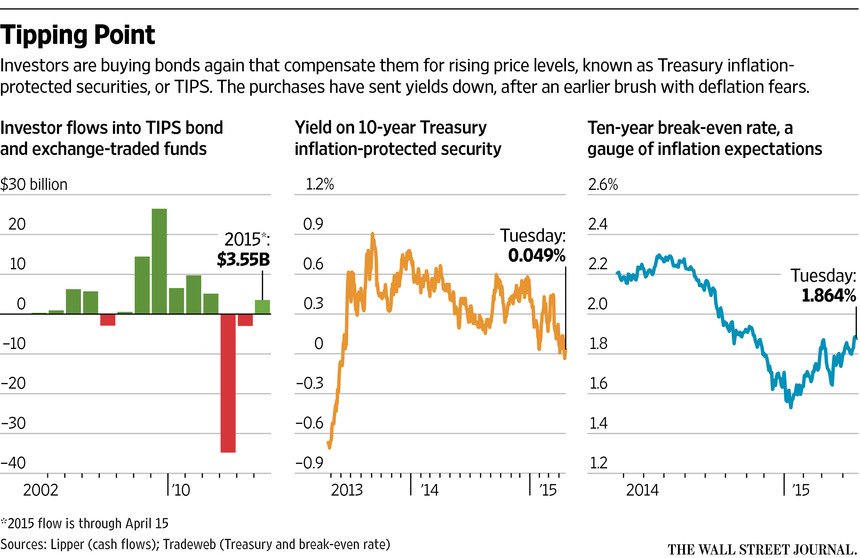 Tipping Point
Investors are buying bonds again that compensate them for rising price levels, known as Treasury inflation-
protected securities, or TIPS. The purchases have sent yields down, after an earlier brush with deflation fears.
Investor flows into TIPS bond
and exchange-traded funds
$30 billion
20
10
0
–10
–20
–30
–40
2015*:
$3.55B
2002
’10
Yield on 10-year Treasury
inflation-protected security
1.2%
0.9
0.6
0.3
0
–0.3
–0.6
–0.9
Tuesday:
0.049%
2013
’14
’15
Ten-year break-even rate, a
gauge of inflation expectations
2.6%
2.4
2.2
2.0
1.8
1.6
1.4
1.2
Tuesday:
1.864%
2014
’15
*2015 flow is through April 15
Sources: Lipper (cash flows); Tradeweb (Treasury and break-even rate)
THE WALL STREET JOURNAL.